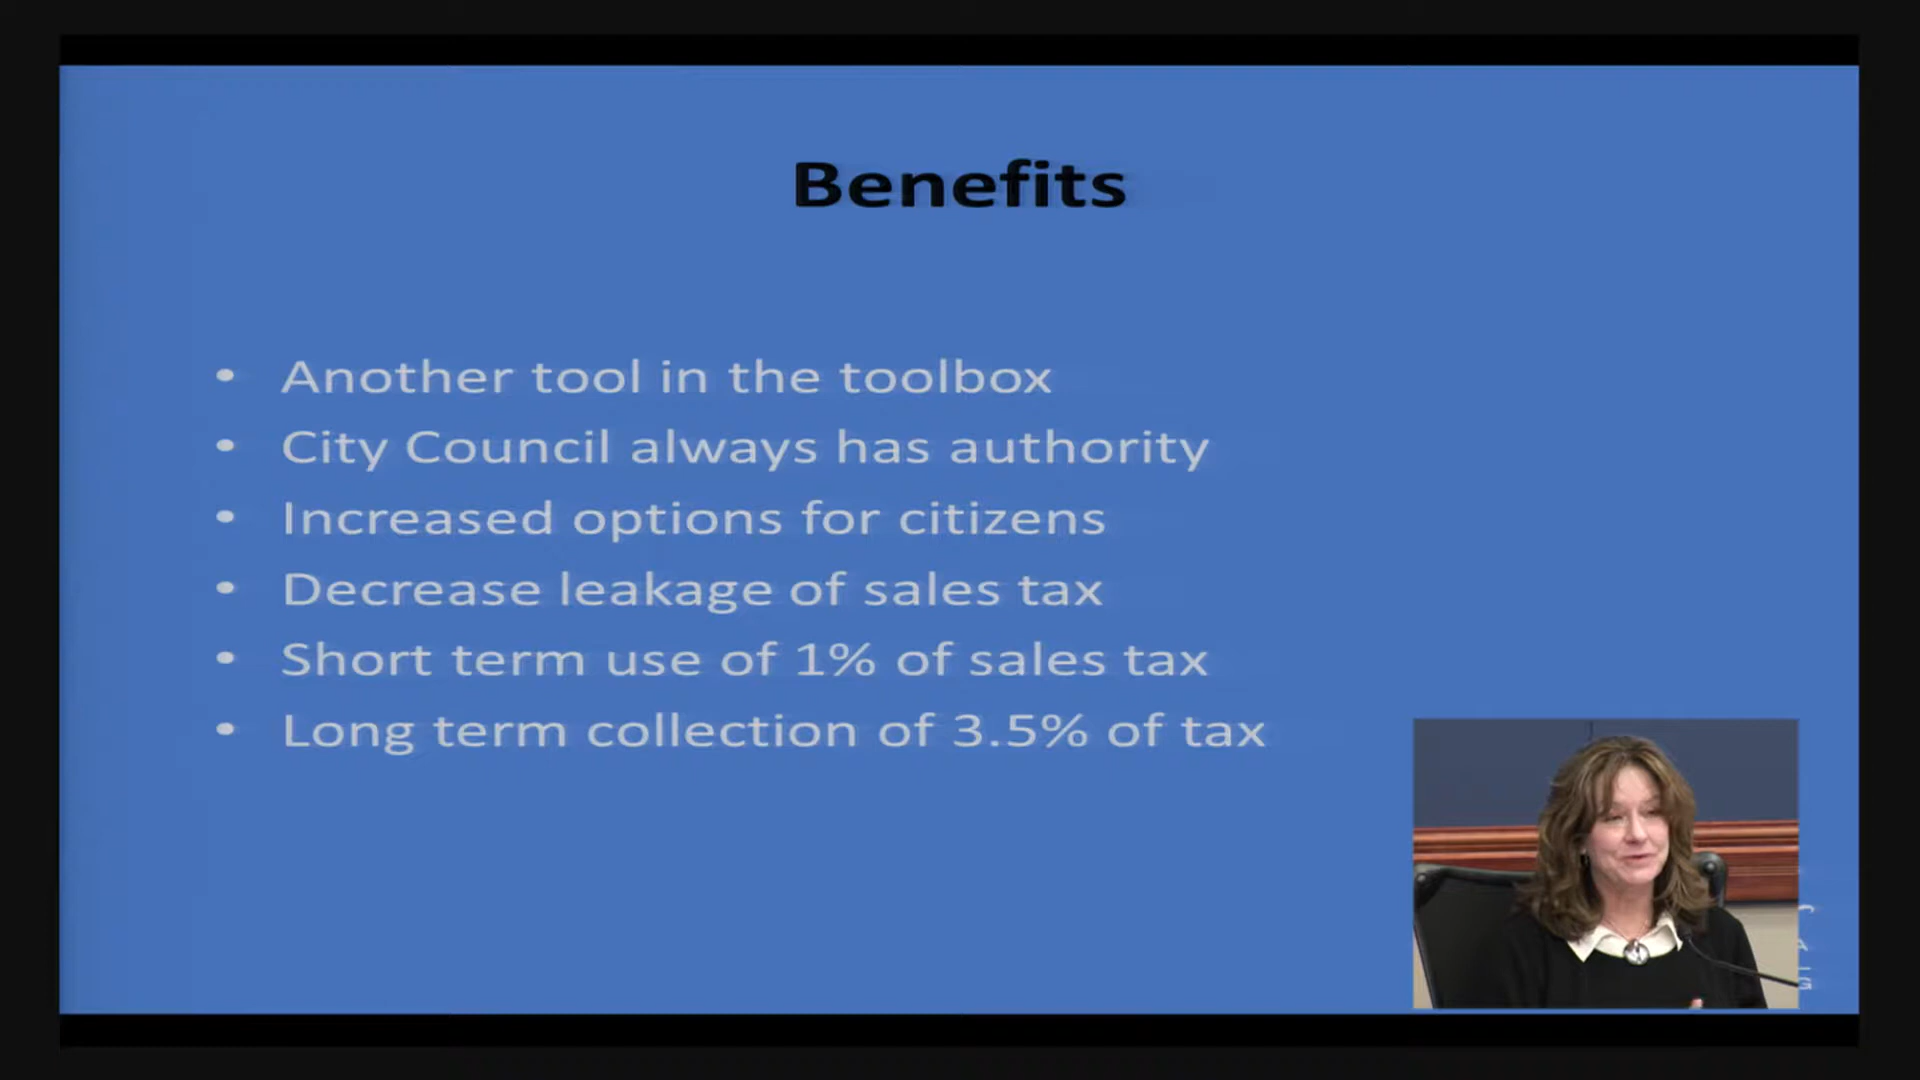 Benefits
• Another tool in the toolbox
• City Council always has authority
• Increased options for citizens
• Decrease leakage of sales tax
• Short term use of 1% of sales tax
• Long term collection of 3.5% of tax